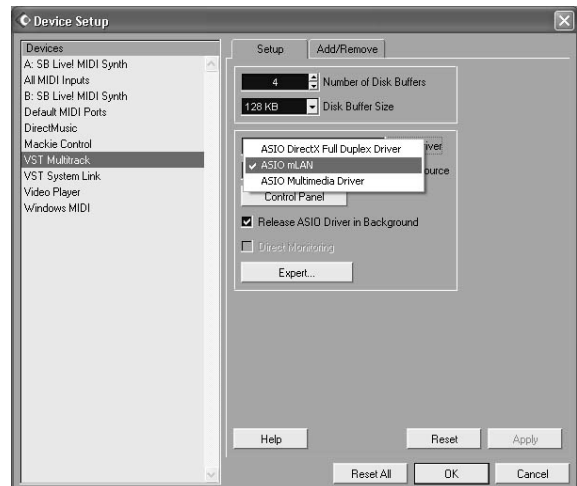 Device Setup
Devices
A: SB Live! MIDI Synth
All MIDI Inputs
B: SB Live! MIDI Synth
Default MIDI Ports
DirectMusic
Mackie Control
VST Multitrack
VST System Link
Video Player
Windows MIDI
Setup
Add/Remove
4 Number of Disk Buffers
128 KB Disk Buffer Size
ASIO DirectX Full Duplex Driver
ASIO mLAN
ASIO Multimedia Driver
Control Panel
Release ASIO Driver in Background
Direct Monitoring
Expert...
Help
Reset
Apply
Reset All
OK
Cancel